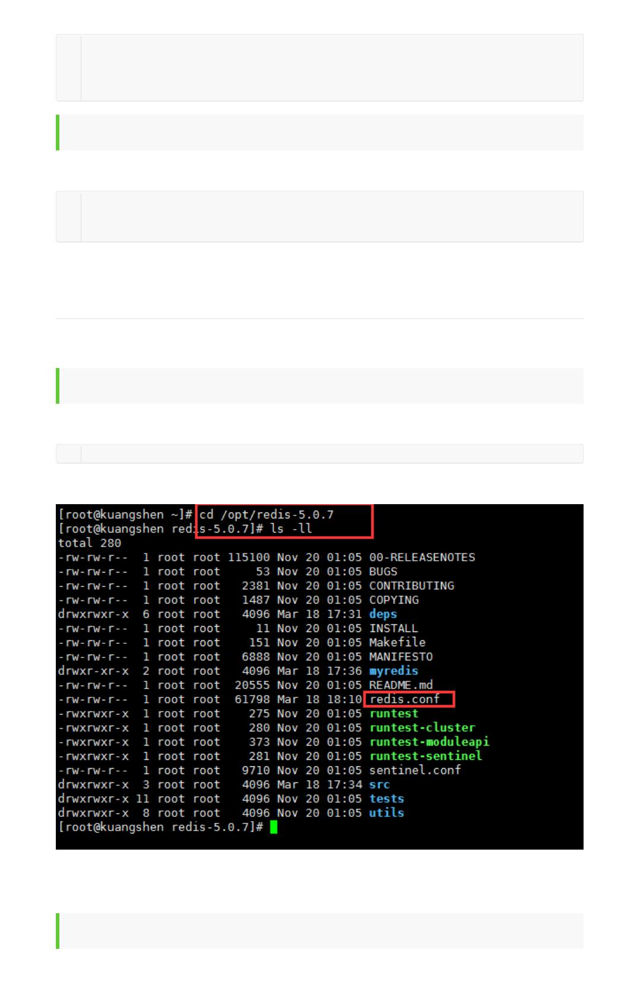 [root@kuangshen ~]# cd /opt/redis-5.0.7
[root@kuangshen redis-5.0.7]# ls -ll
total 280
-rw-rw-r--  1 root root 115100 Nov 20 01:05 00-RELEASENOTES
-rw-rw-r--  1 root root     53 Nov 20 01:05 BUGS
-rw-rw-r--  1 root root   2381 Nov 20 01:05 CONTRIBUTING
-rw-rw-r--  1 root root   1487 Nov 20 01:05 COPYING
drwxrwxr-x  6 root root   4096 Mar 18 17:31 deps
-rw-rw-r--  1 root root     11 Nov 20 01:05 INSTALL
-rw-rw-r--  1 root root    151 Nov 20 01:05 Makefile
-rw-rw-r--  1 root root   6888 Nov 20 01:05 MANIFESTO
drwxr-xr-x  2 root root   4096 Mar 18 17:36 myredis
-rw-rw-r--  1 root root  20555 Nov 20 01:05 README.md
-rw-rw-r--  1 root root  61798 Mar 18 18:10 redis.conf
-rwxrwxr-x  1 root root    275 Nov 20 01:05 runtest
-rwxrwxr-x  1 root root    280 Nov 20 01:05 runtest-cluster
-rwxrwxr-x  1 root root    373 Nov 20 01:05 runtest-moduleapi
-rwxrwxr-x  1 root root    281 Nov 20 01:05 runtest-sentinel
-rw-rw-r--  1 root root   9710 Nov 20 01:05 sentinel.conf
drwxrwxr-x  3 root root   4096 Mar 18 17:34 src
drwxrwxr-x 11 root root   4096 Nov 20 01:05 tests
drwxrwxr-x  8 root root   4096 Nov 20 01:05 utils
[root@kuangshen redis-5.0.7]#